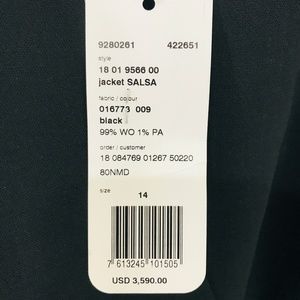 9280261 422651
style
18 01 9566 00
jacket SALSA
fabric / colour
016773 009
black
99% WO 1% PA
order / customer
18 084769 01267 50220
80NMD
size
14
7 613245 101505
USD 3,590.00